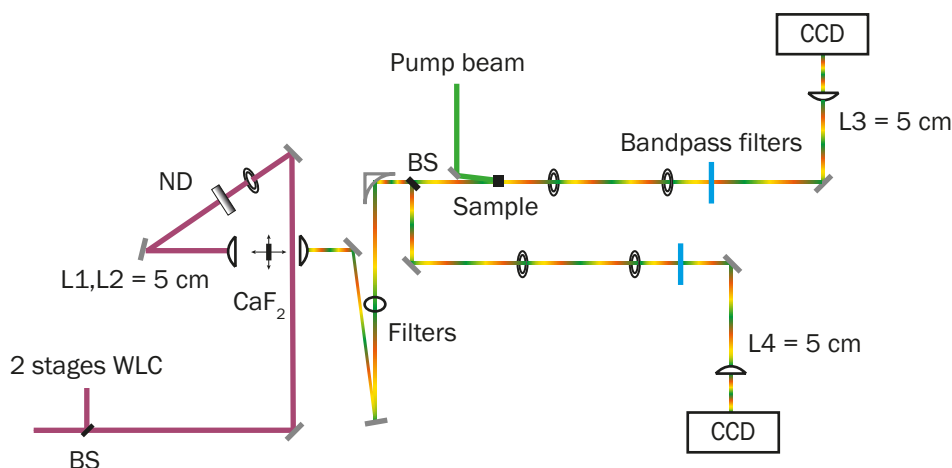 CCD
Pump beam
L3 = 5 cm
Bandpass filters
BS
ND
Sample
L1,L2 = 5 cm
CaF₂
Filters
L4 = 5 cm
2 stages WLC
CCD
BS